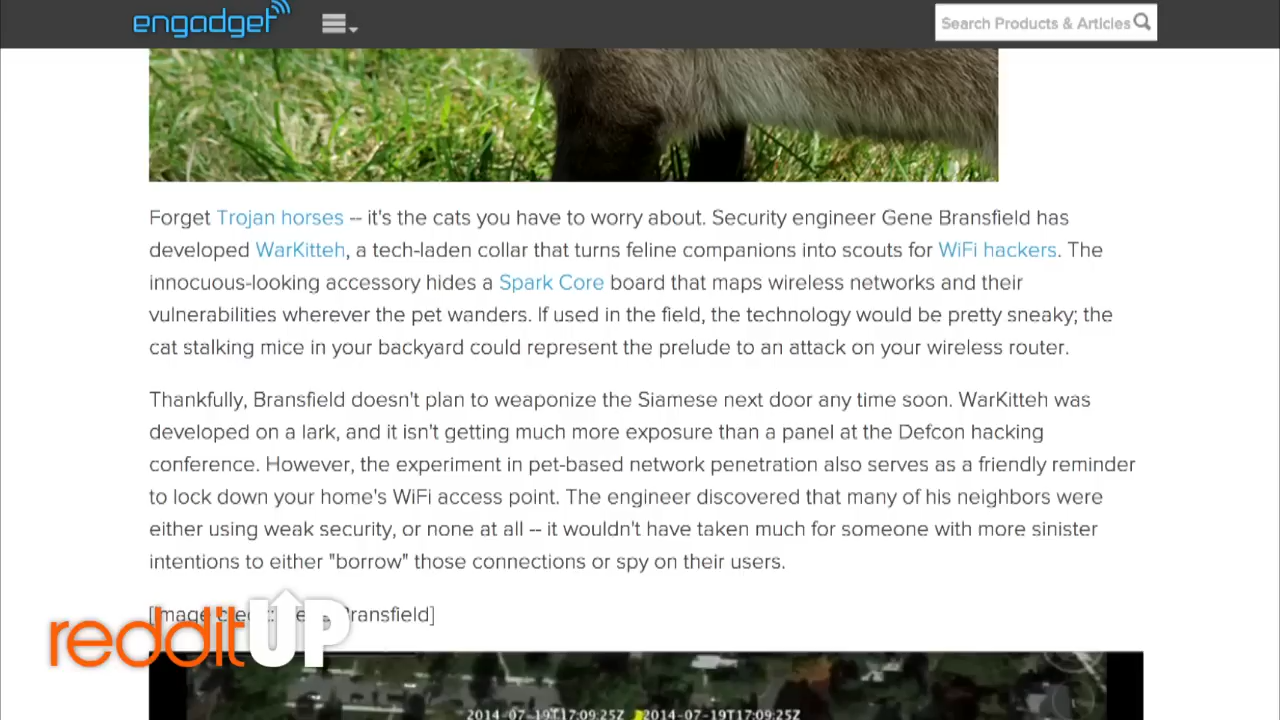 engadget
Search Products & Articles
Forget Trojan horses -- it's the cats you have to worry about. Security engineer Gene Bransfield has
developed WarKitteh, a tech-laden collar that turns feline companions into scouts for WiFi hackers. The
innocuous-looking accessory hides a Spark Core board that maps wireless networks and their
vulnerabilities wherever the pet wanders. If used in the field, the technology would be pretty sneaky; the
cat stalking mice in your backyard could represent the prelude to an attack on your wireless router.
Thankfully, Bransfield doesn't plan to weaponize the Siamese next door any time soon. WarKitteh was
developed on a lark, and it isn't getting much more exposure than a panel at the Defcon hacking
conference. However, the experiment in pet-based network penetration also serves as a friendly reminder
to lock down your home's WiFi access point. The engineer discovered that many of his neighbors were
either using weak security, or none at all -- it wouldn't have taken much for someone with more sinister
intentions to either "borrow" those connections or spy on their users.
[Image Bransfield]
redditUP
2014-07-19T17:09:25Z 2014-07-19T17:09:25Z